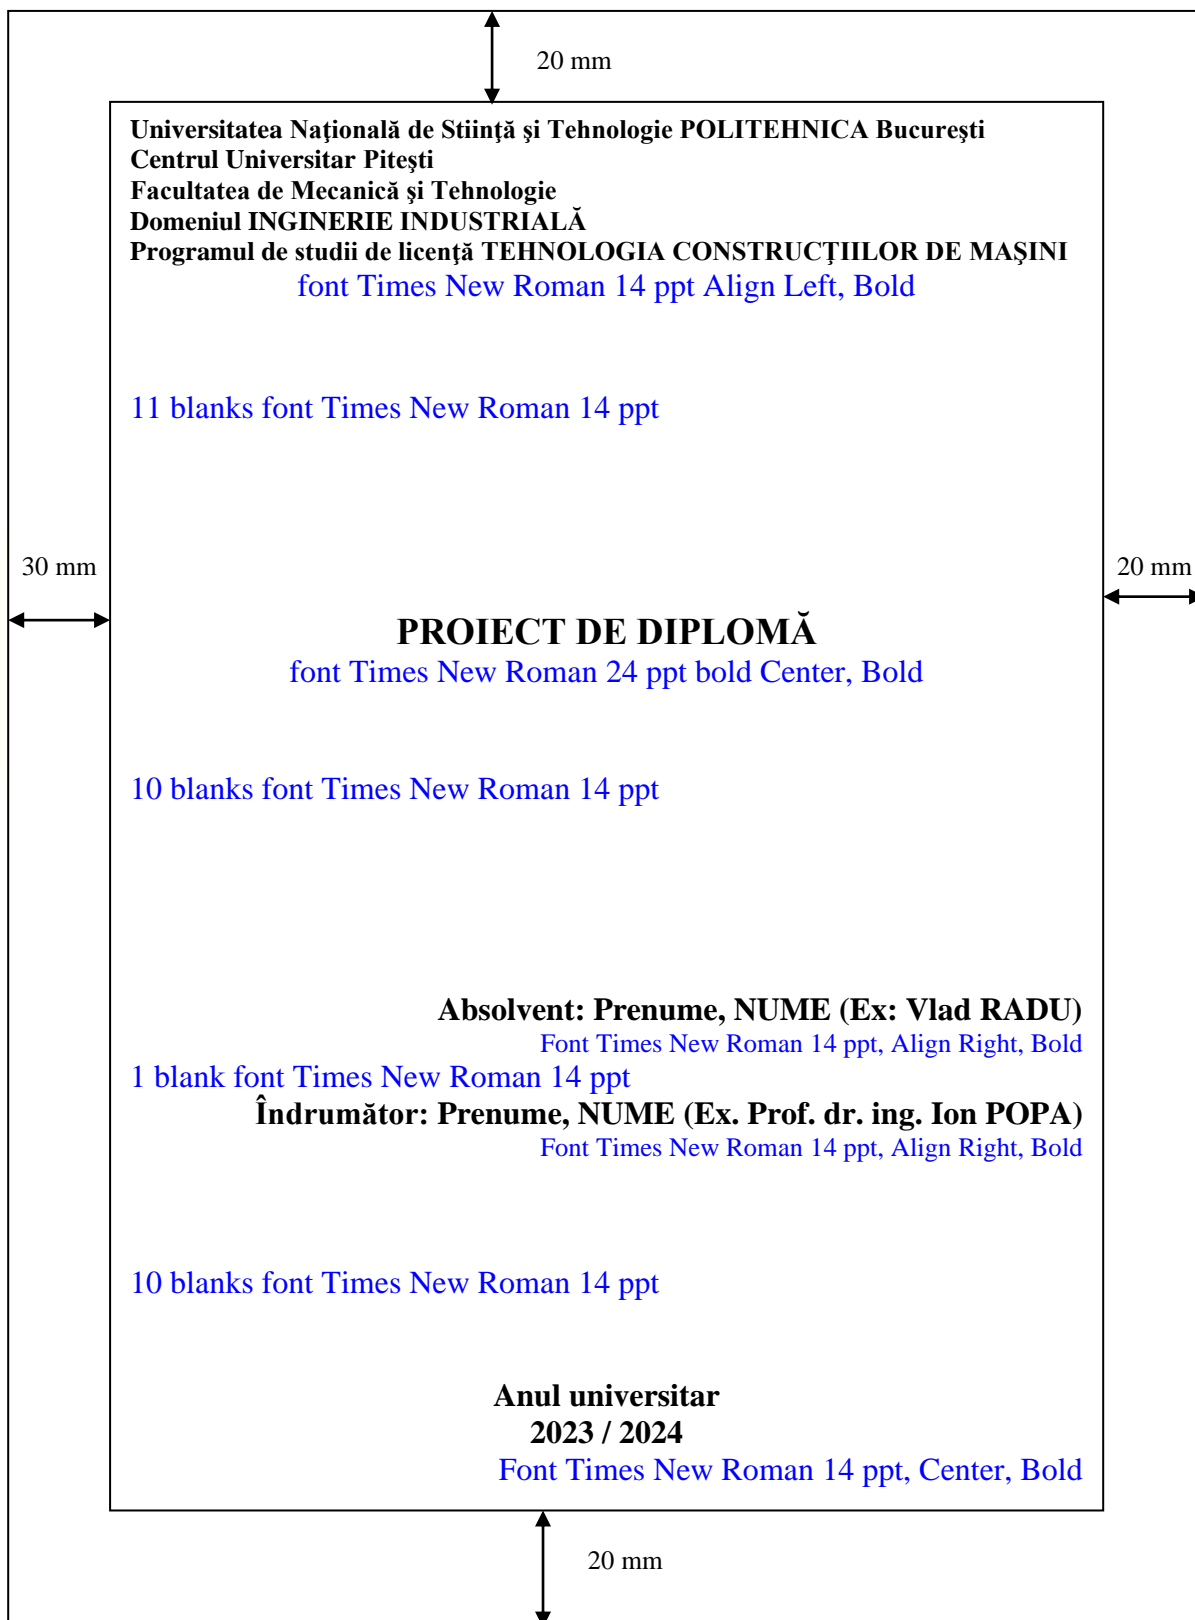 20 mm
Universitatea Naţională de Stiinţă şi Tehnologie POLITEHNICA Bucureşti
Centrul Universitar Piteşti
Facultatea de Mecanică şi Tehnologie
Domeniul INGINERIE INDUSTRIALĂ
Programul de studii de licenţă TEHNOLOGIA CONSTRUCŢIILOR DE MAŞINI
font Times New Roman 14 ppt Align Left, Bold
11 blanks font Times New Roman 14 ppt
30 mm
20 mm
PROIECT DE DIPLOMĂ
font Times New Roman 24 ppt bold Center, Bold
10 blanks font Times New Roman 14 ppt
Absolvent: Prenume, NUME (Ex: Vlad RADU)
Font Times New Roman 14 ppt, Align Right, Bold
1 blank font Times New Roman 14 ppt
Îndrumător: Prenume, NUME (Ex. Prof. dr. ing. Ion POPA)
Font Times New Roman 14 ppt, Align Right, Bold
10 blanks font Times New Roman 14 ppt
Anul universitar
2023 / 2024
Font Times New Roman 14 ppt, Center, Bold
20 mm